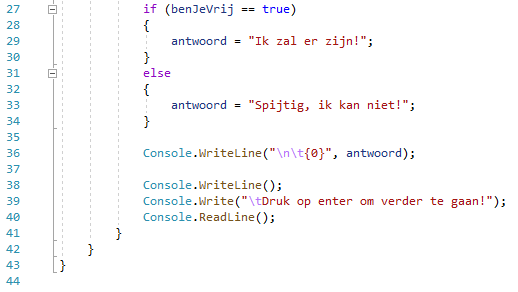 27 if (benJeVrij == true)
28 {
29 antwoord = "Ik zal er zijn!";
30 }
31 else
32 {
33 antwoord = "Spijtig, ik kan niet!";
34 }
35
36 Console.WriteLine("\n\t{0}", antwoord);
37
38 Console.WriteLine();
39 Console.Write("\tDruk op enter om verder te gaan!");
40 Console.ReadLine();
41 }
42 }
43 }
44